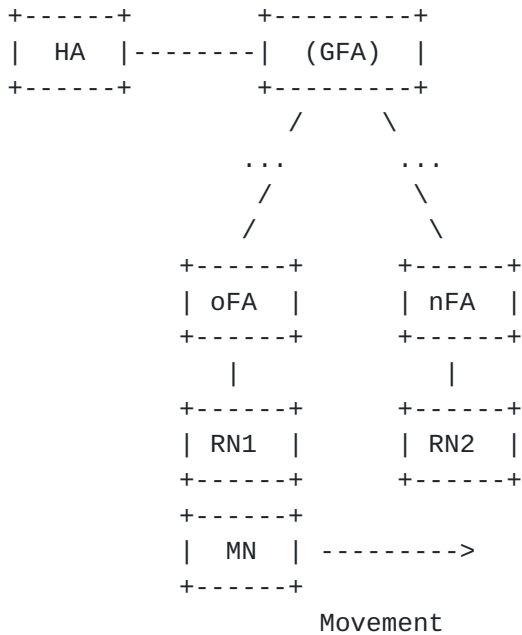 HA (GFA)
... ...
oFA nFA
RN1 RN2
MN
Movement